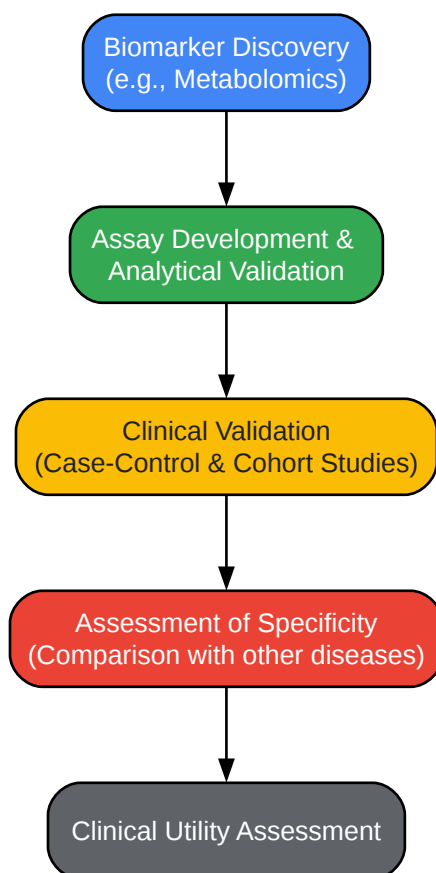 Biomarker Discovery
(e.g., Metabolomics)
Assay Development &
Analytical Validation
Clinical Validation
(Case-Control & Cohort Studies)
Assessment of Specificity
(Comparison with other diseases)
Clinical Utility Assessment